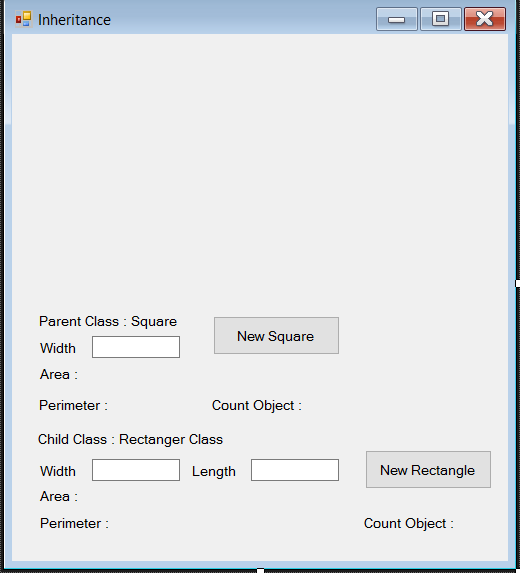 Inheritance
Parent Class : Square
New Square
Width
Area :
Perimeter :
Count Object :
Child Class : Rectanger Class
Width
Length
New Rectangle
Area :
Perimeter :
Count Object :